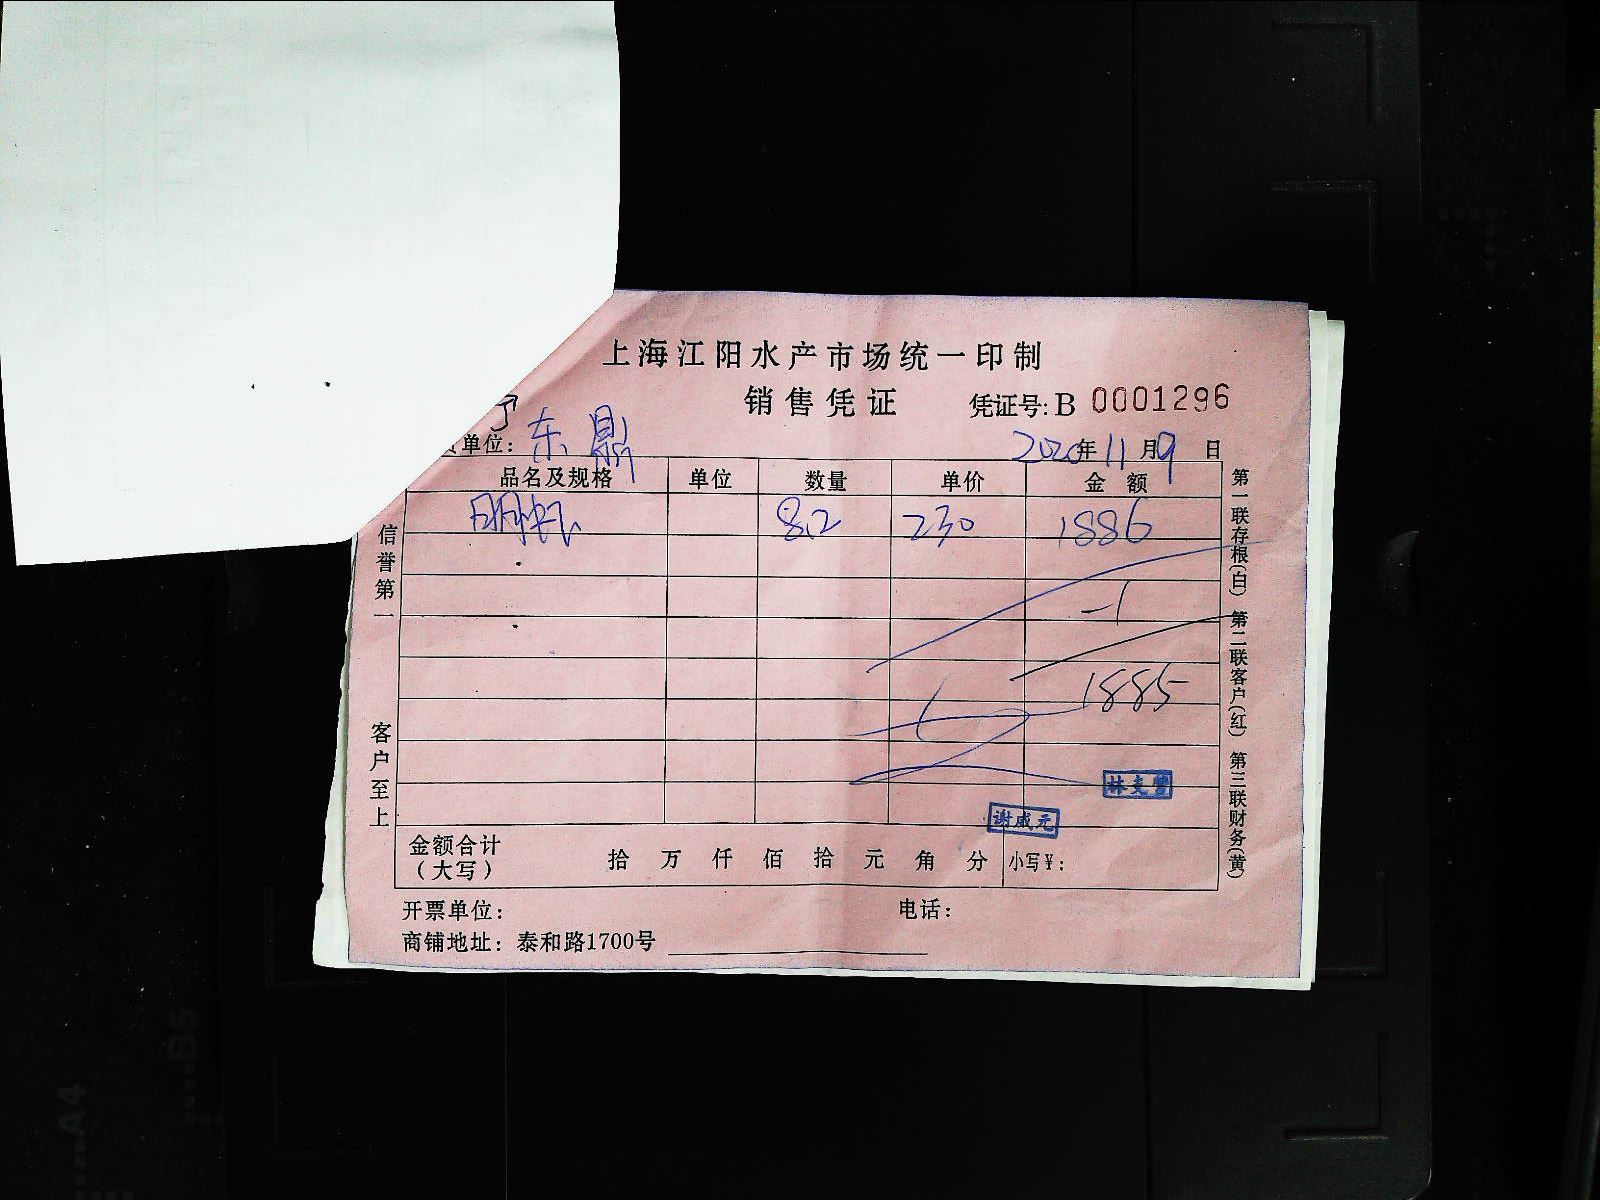 上海江阳水产市场统一印制
销售凭证 凭证号: B 0001296
单位: 东鼎 2020年11月9日
品名及规格 单位 数量 单价 金额
明虾 8.2 230 1886
-1
1885
林支豐
谢成元
金额合计
(大写) 拾 万 仟 佰 拾 元 角 分 小写¥:
开票单位: 电话:
商铺地址: 泰和路1700号
信誉第一
客户至上
第一联存根(白) 第二联客户(红) 第三联财务(黄)
A4
B5